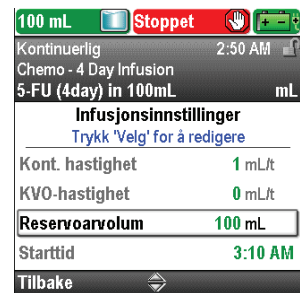 100 mL Stoppet
Kontinuerlig 2:50 AM
Chemo - 4 Day Infusion
5-FU (4day) in 100mL mL
Infusjonsinnstillinger
Trykk 'Velg' for å redigere
Kont. hastighet 1 mL/t
KVO-hastighet 0 mL/t
Reservoarvolum 100 mL
Starttid 3:10 AM
Tilbake